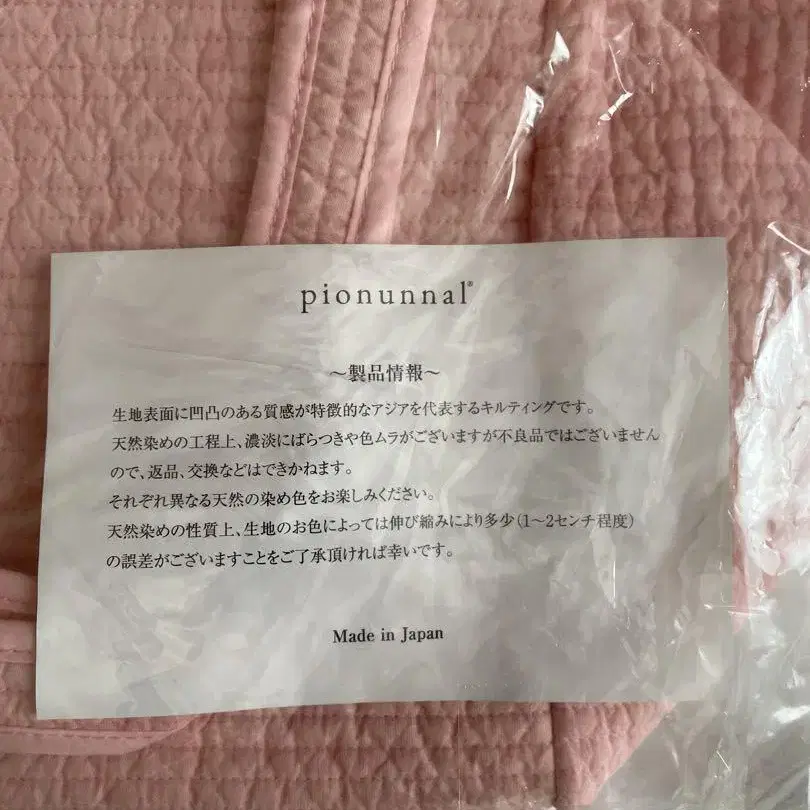 pionunnal®
～製品情報～
生地表面に凹凸のある質感が特徴的なアジアを代表するキルティングです。
天然染めの工程上、濃淡にばらつきや色ムラがございますが不良品ではございません
ので、返品、交換などはできかねます。
それぞれ異なる天然の染め色をお楽しみください。
天然染めの性質上、生地のお色によっては伸び縮みにより多少（1～2センチ程度）
の誤差がございますことをご了承頂ければ幸いです。
Made in Japan